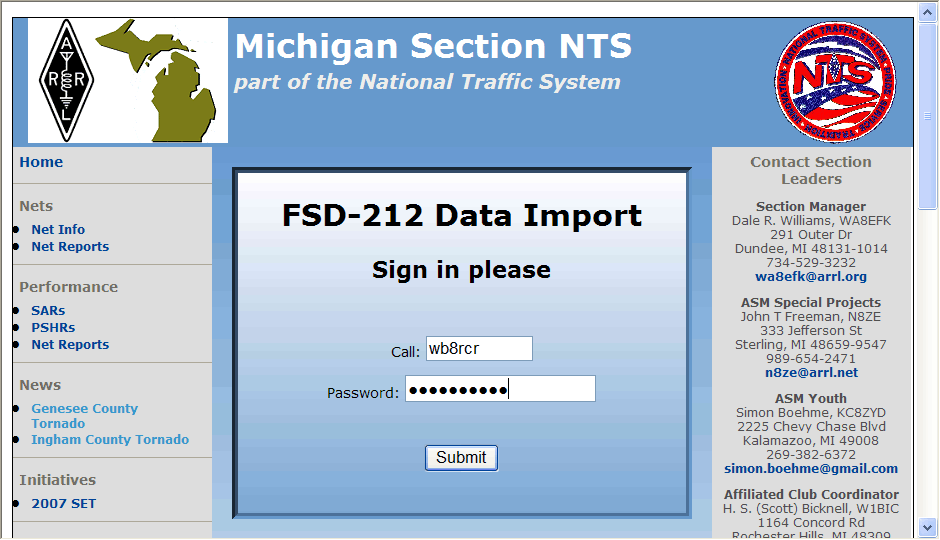 A
R R
L
Michigan Section NTS
part of the National Traffic System
NATIONAL TRAFFIC SYSTEM
NTS
Home
Nets
Net Info
Net Reports
Performance
SARs
PSHRs
Net Reports
News
Genesee County
Tornado
Ingham County Tornado
Initiatives
2007 SET
FSD-212 Data Import
Sign in please
Call: wb8rcr
Password: ●●●●●●●●●●
Submit
Contact Section
Leaders
Section Manager
Dale R. Williams, WA8EFK
291 Outer Dr
Dundee, MI 48131-1014
734-529-3232
wa8efk@arrl.org
ASM Special Projects
John T Freeman, N8ZE
333 Jefferson St
Sterling, MI 48659-9547
989-654-2471
n8ze@arrl.net
ASM Youth
Simon Boehme, KC8ZYD
2225 Chevy Chase Blvd
Kalamazoo, MI 49008
269-382-6372
simon.boehme@gmail.com
Affiliated Club Coordinator
H. S. (Scott) Bicknell, W1BIC
1164 Concord Rd
Rochester Hills, MI 48309